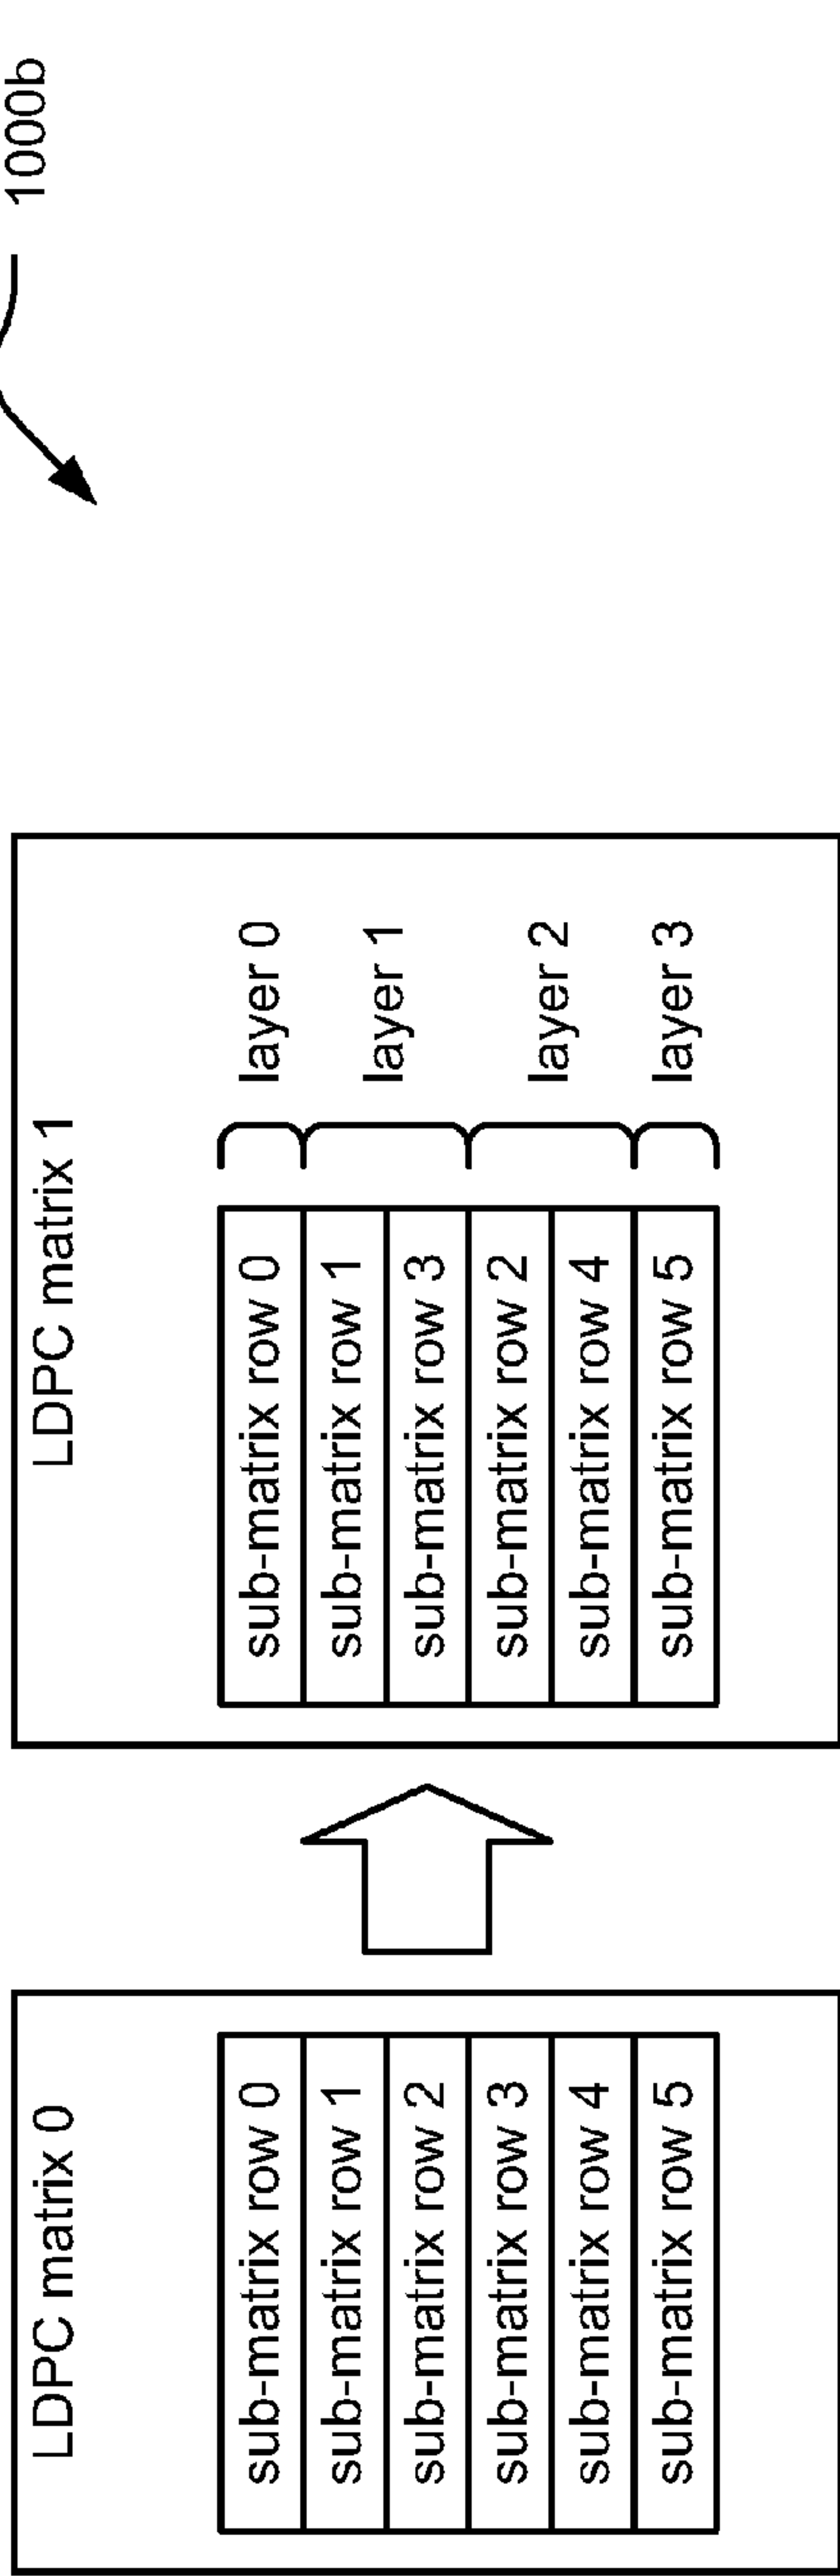 1000b
LDPC matrix 0
sub-matrix row 0
sub-matrix row 1
sub-matrix row 2
sub-matrix row 3
sub-matrix row 4
sub-matrix row 5
LDPC matrix 1
sub-matrix row 0
sub-matrix row 1
sub-matrix row 3
sub-matrix row 2
sub-matrix row 4
sub-matrix row 5
layer 0
layer 1
layer 2
layer 3